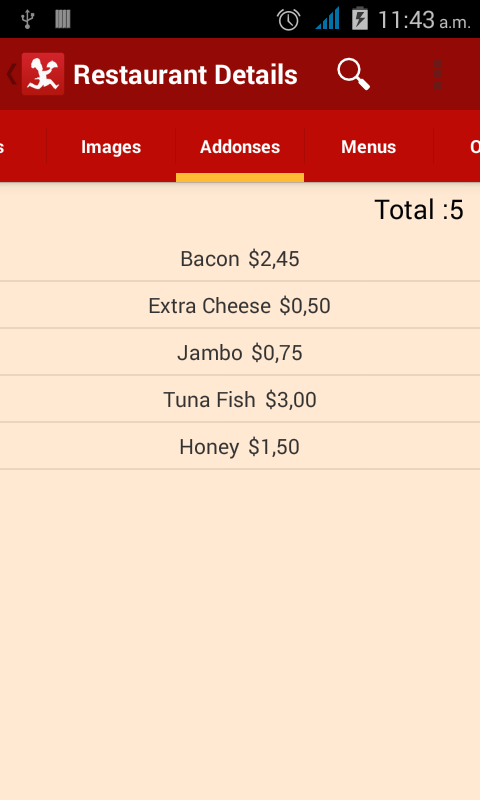 11:43 a.m.
Restaurant Details
s Images Addonses Menus O
Total :5
Bacon $2,45
Extra Cheese $0,50
Jambo $0,75
Tuna Fish $3,00
Honey $1,50